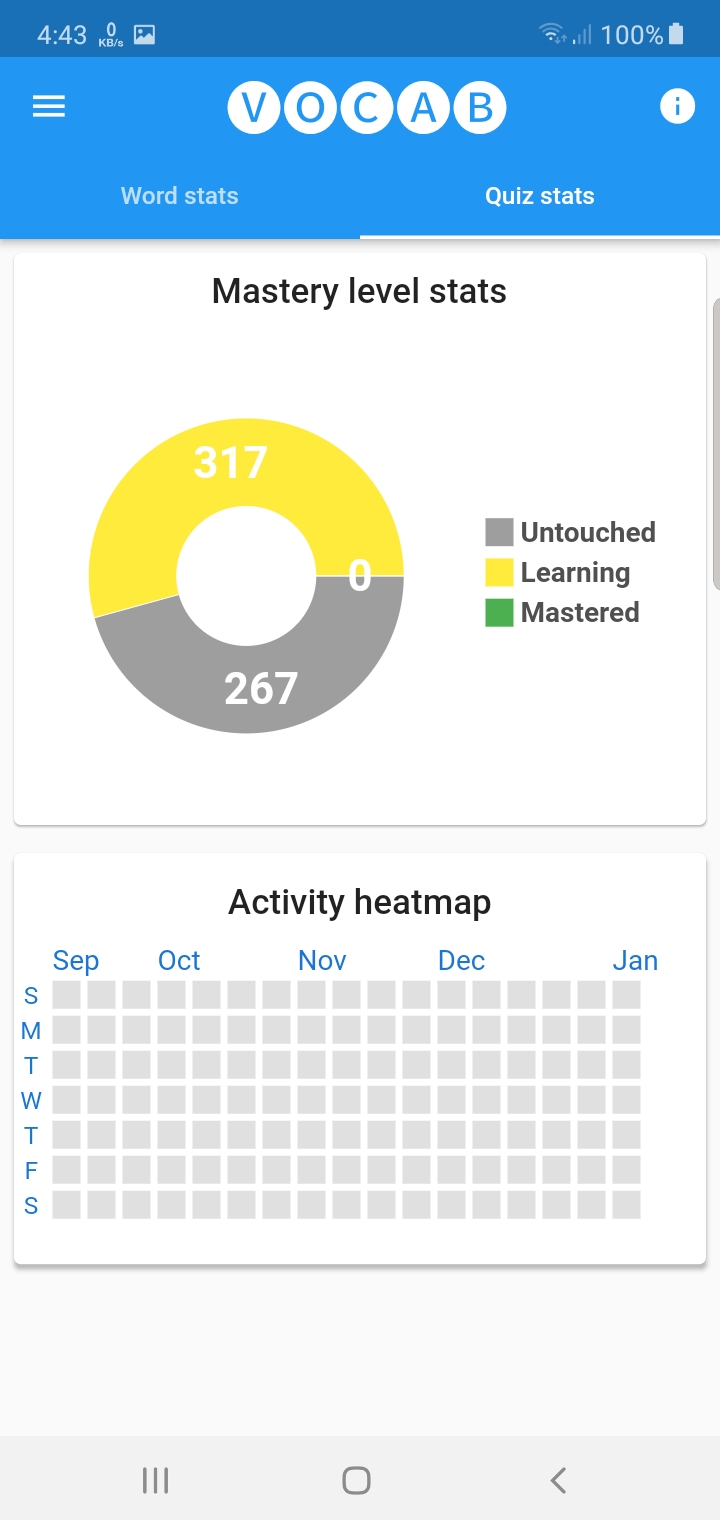 4:43 0 KB/s 100%
VOCAB
Word stats Quiz stats
Mastery level stats
317
0
267
Untouched
Learning
Mastered
Activity heatmap
Sep Oct Nov Dec Jan
S
M
T
W
T
F
S